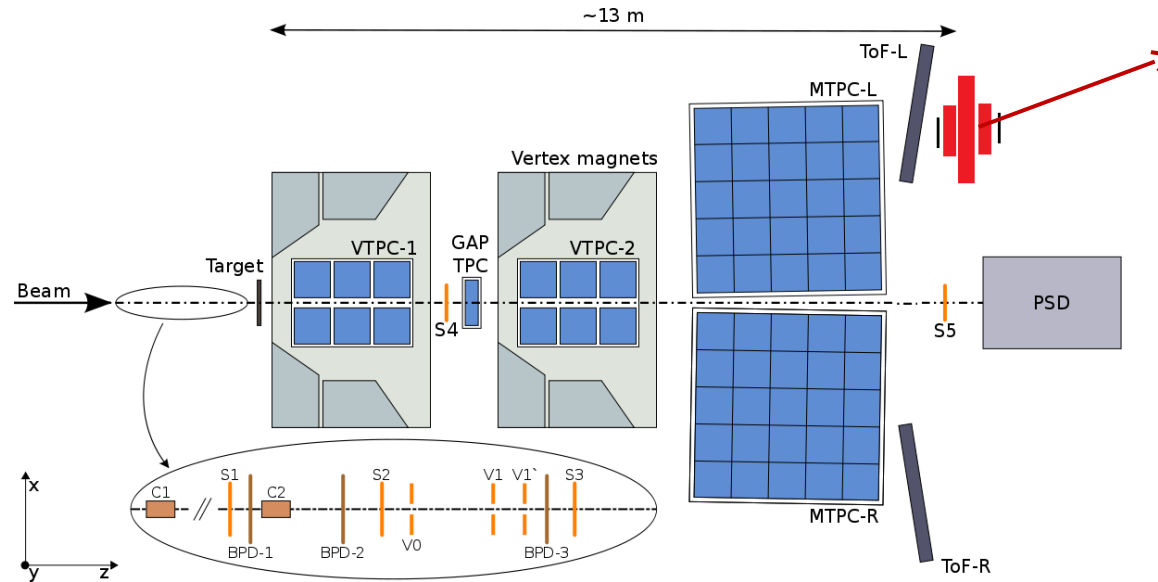 ~13 m
ToF-L
MTPC-L
Vertex magnets
VTPC-1
GAP
TPC
VTPC-2
Target
Beam
S4
S5
PSD
MTPC-R
ToF-R
x
y
z
C1
S1
C2
S2
V1
V1`
S3
BPD-1
BPD-2
V0
BPD-3